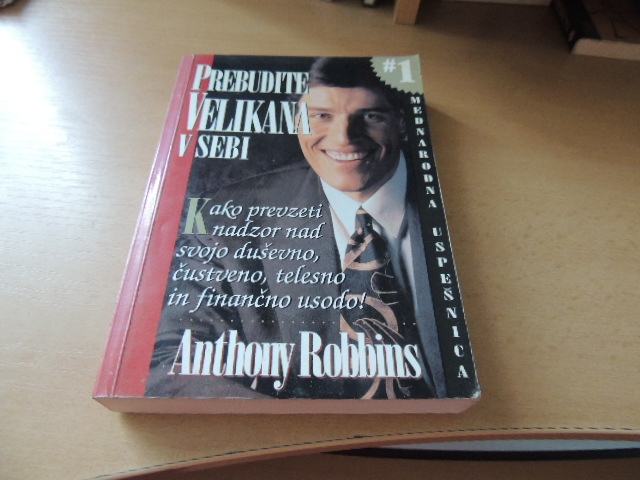 PREBUDITE
VELIKANA
V SEBI
#1
MEDNARODNA USPEŠNICA
Kako prevzeti
nadzor nad
svojo duševno,
čustveno, telesno
in finančno usodo!
Anthony Robbins